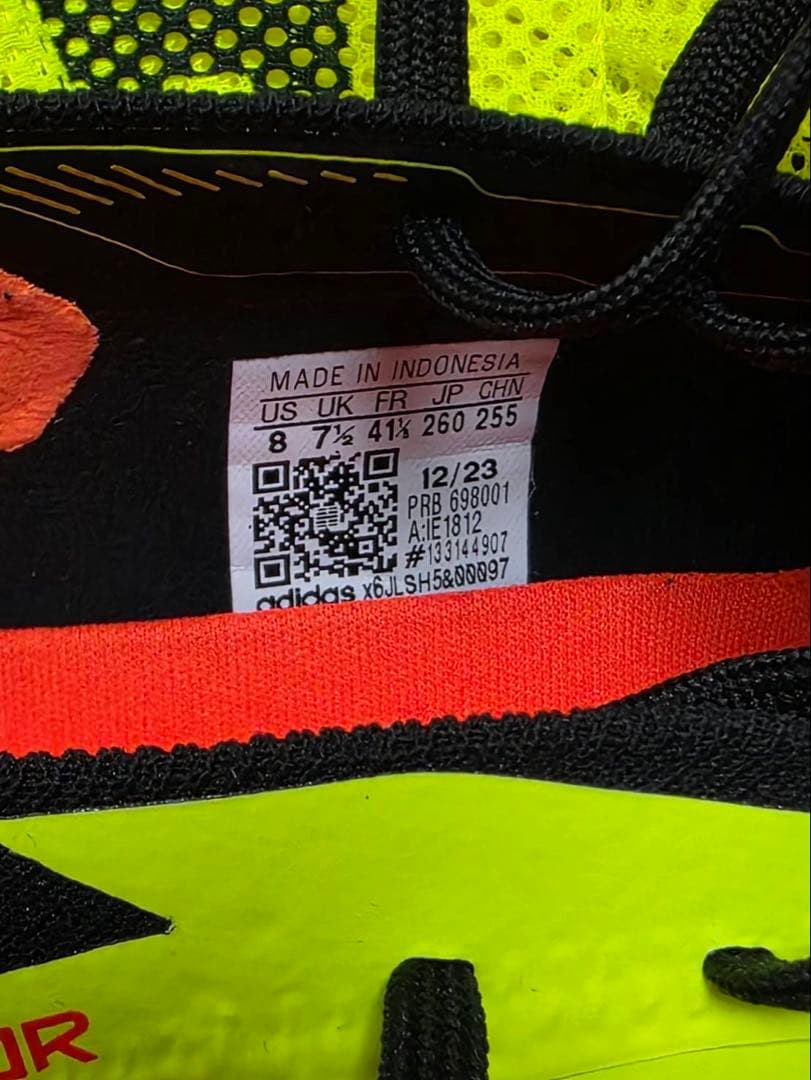 MADE IN INDONESIA
US UK FR JP CHN
8 7½ 41⅓ 260 255
12/23
PRB 698001
A:IE1812
#133144907
adidas x6JLSH5&00097